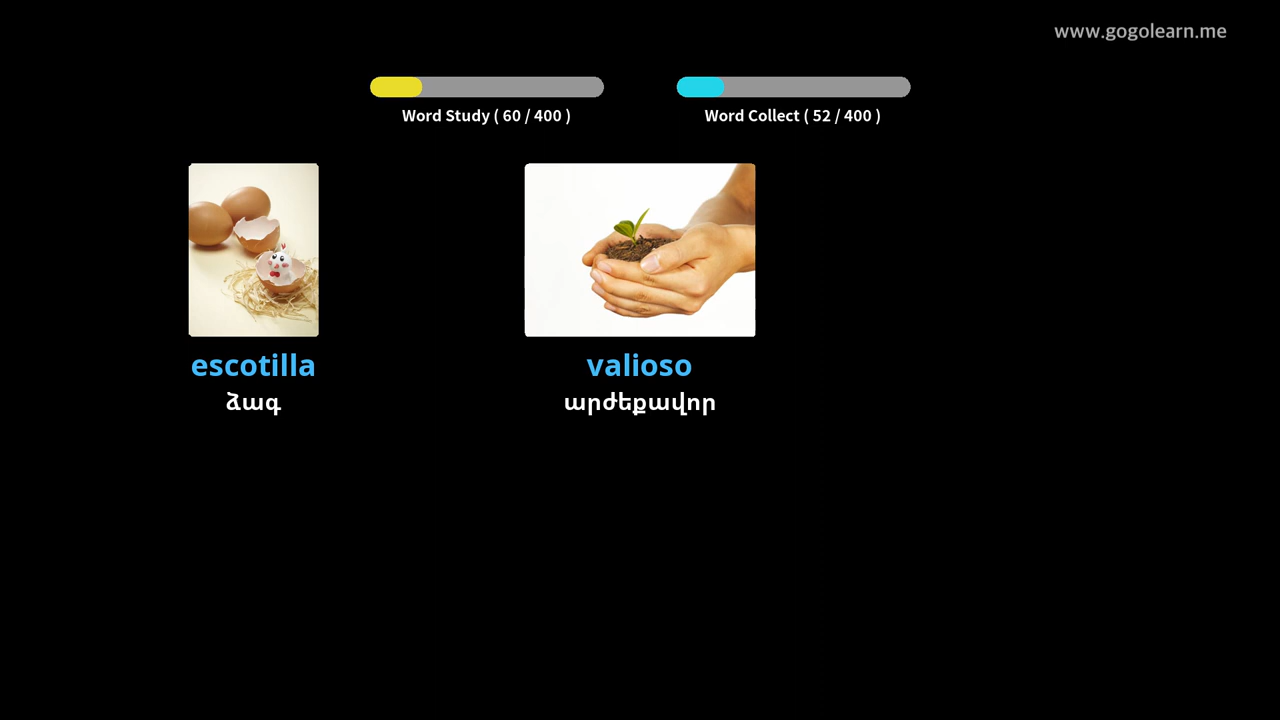 www.gogolearn.me
Word Study ( 60 / 400 )
Word Collect ( 52 / 400 )
escotilla
ձագ
valioso
արժեքավոր